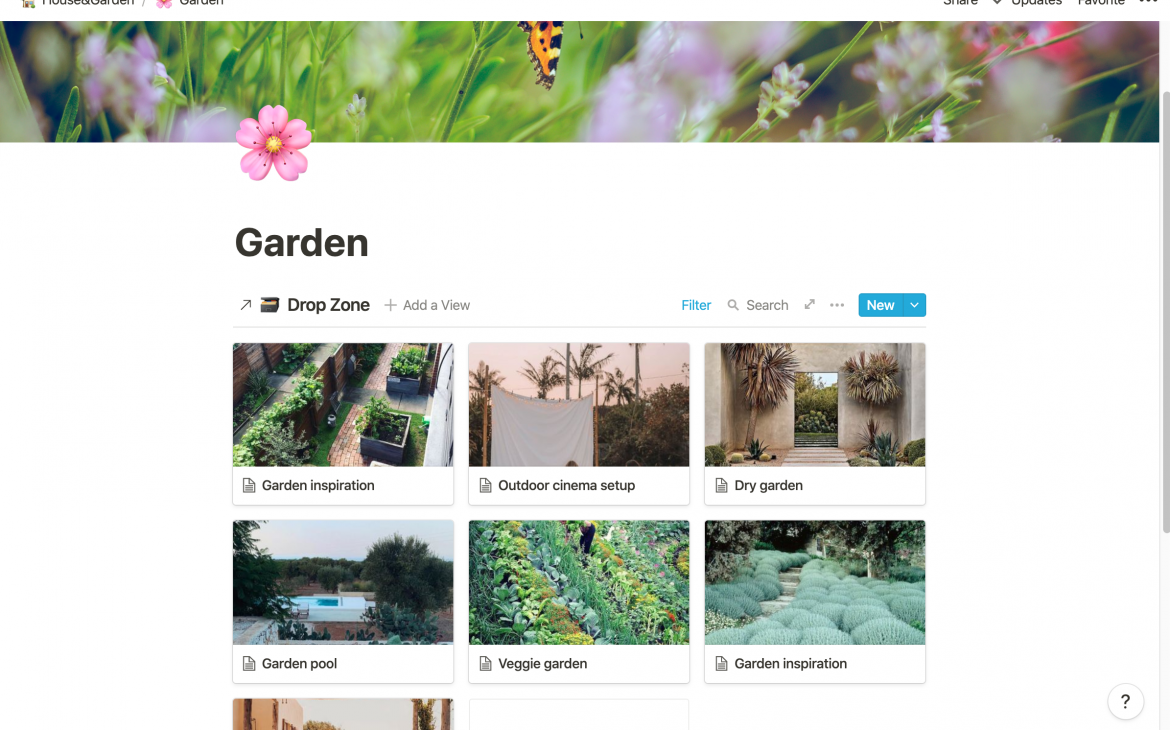 House&Garden / Garden
Share Updates Favorite
Garden
Drop Zone Add a View Filter Search New
Garden inspiration
Outdoor cinema setup
Dry garden
Garden pool
Veggie garden
Garden inspiration
?